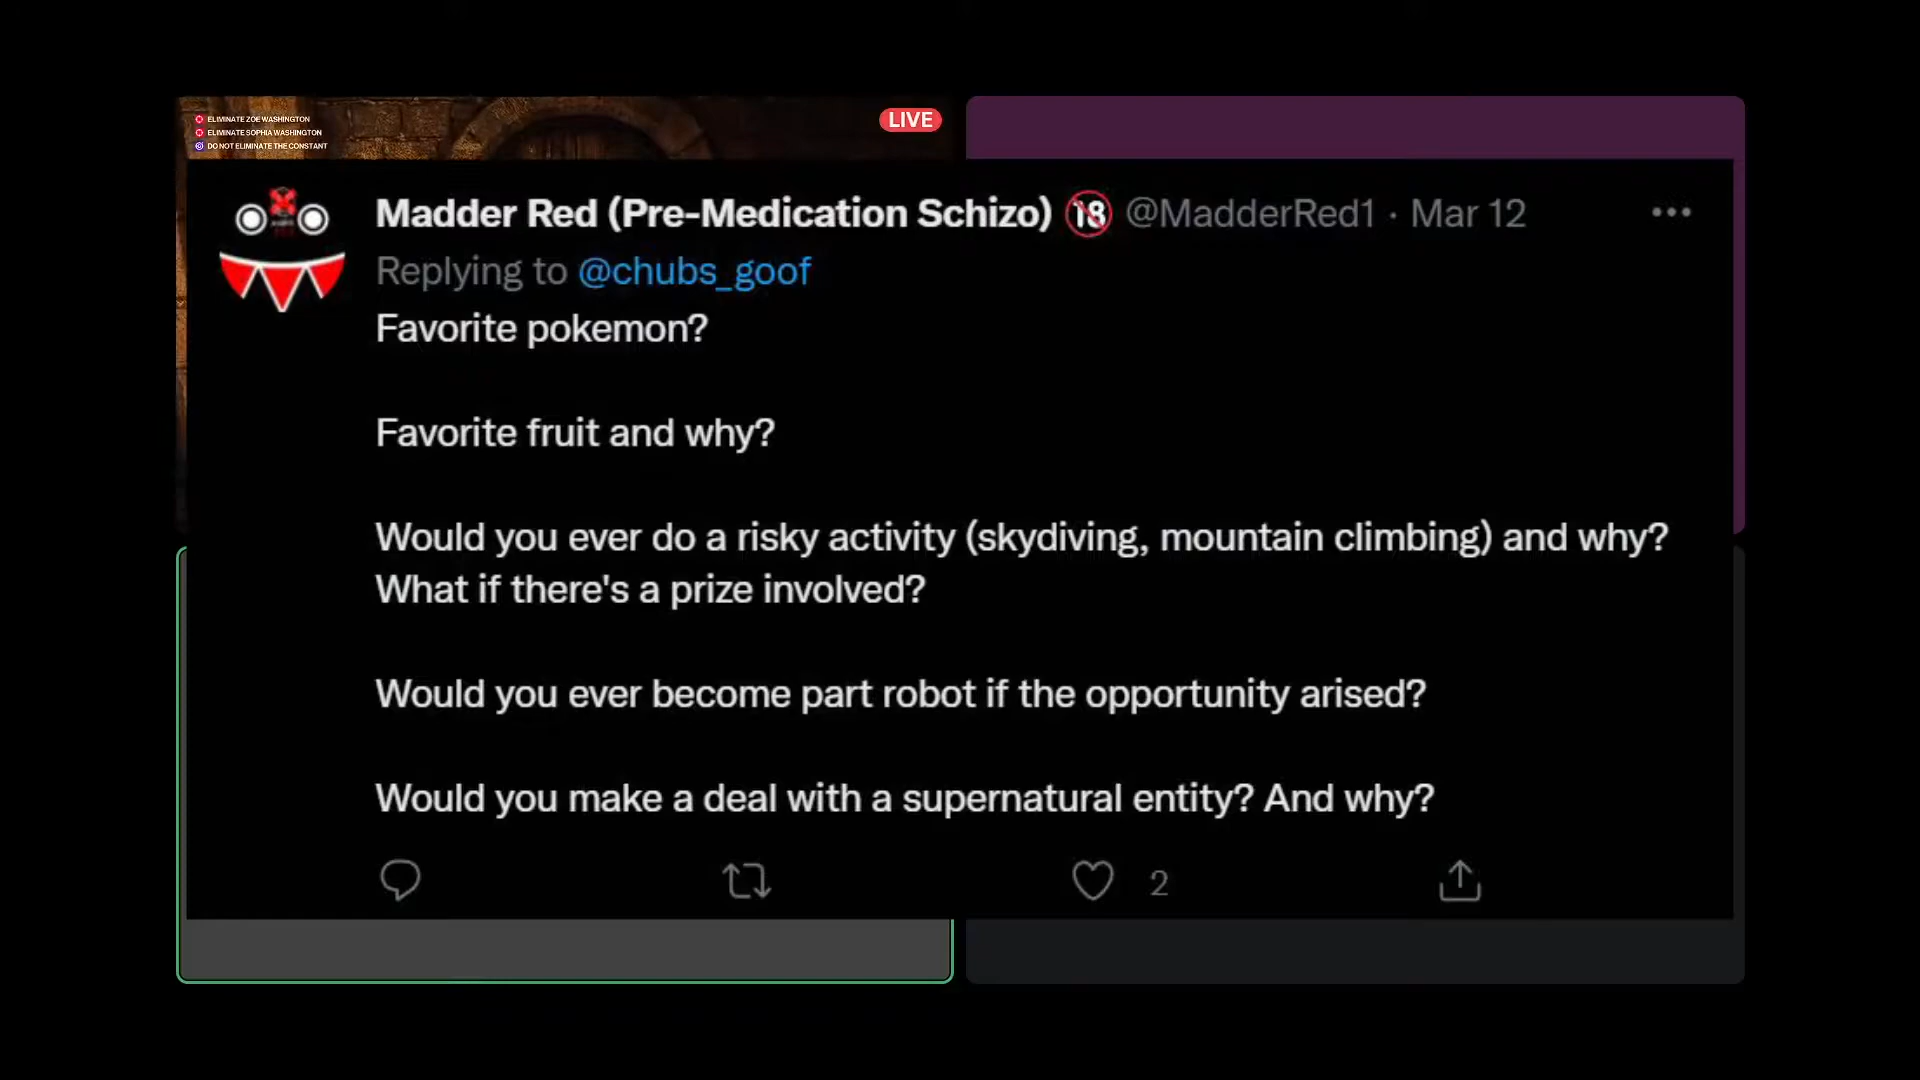 ELIMINATE ZOE WASHINGTON
ELIMINATE SOPHIA WASHINGTON
DO NOT ELIMINATE THE CONSTANT
LIVE
Madder Red (Pre-Medication Schizo) 🔞 @MadderRed1 · Mar 12
Replying to @chubs_goof
Favorite pokemon?
Favorite fruit and why?
Would you ever do a risky activity (skydiving, mountain climbing) and why?
What if there's a prize involved?
Would you ever become part robot if the opportunity arised?
Would you make a deal with a supernatural entity? And why?
2